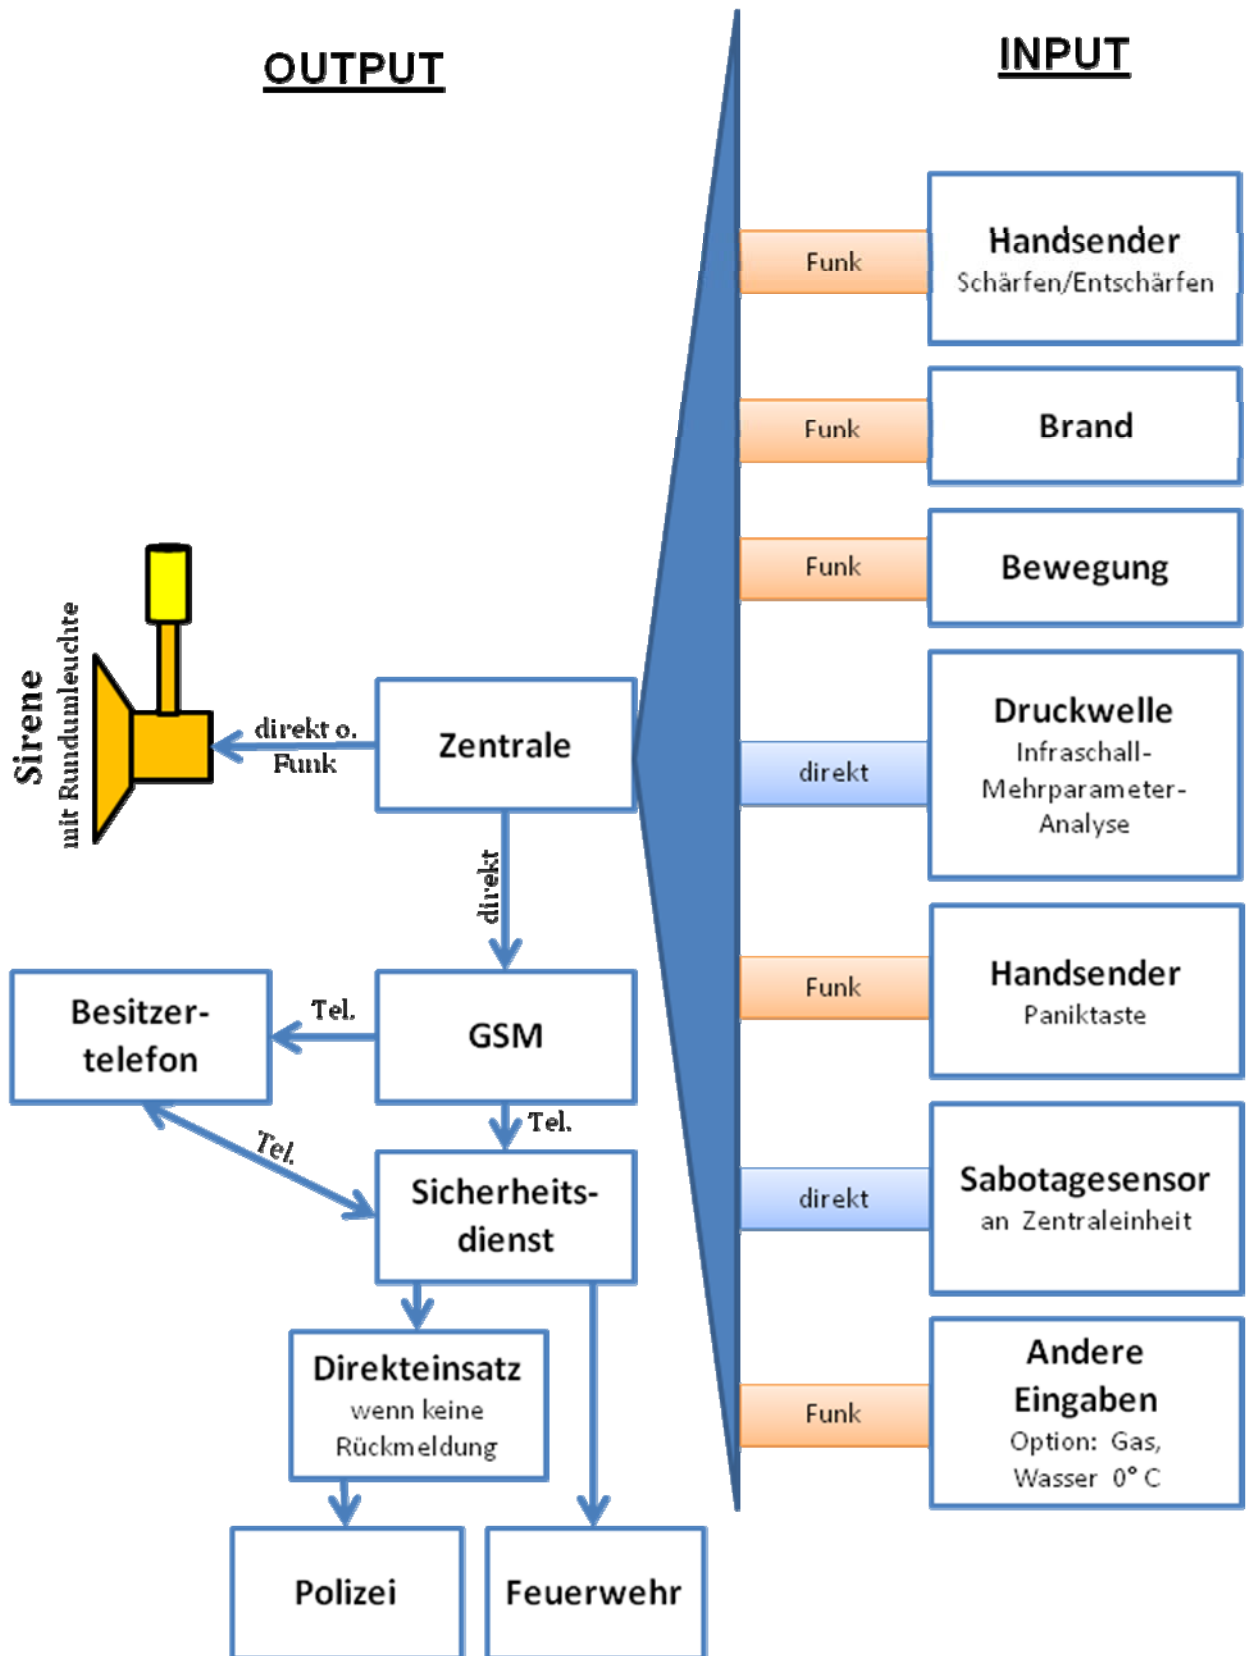 OUTPUT
INPUT
Funk
Handsender
Schärfen/Entschärfen
Funk
Brand
Funk
Bewegung
direkt
Druckwelle
Infraschall-
Mehrparameter-
Analyse
Funk
Handsender
Paniktaste
direkt
Sabotagesensor
an Zentraleinheit
Funk
Andere
Eingaben
Option: Gas,
Wasser 0° C
Sirene
mit Rundumleuchte
direkt o.
Funk
Zentrale
direkt
Besitzer-
telefon
Tel.
GSM
Tel.
Tel.
Sicherheits-
dienst
Direkteinsatz
wenn keine
Rückmeldung
Polizei
Feuerwehr